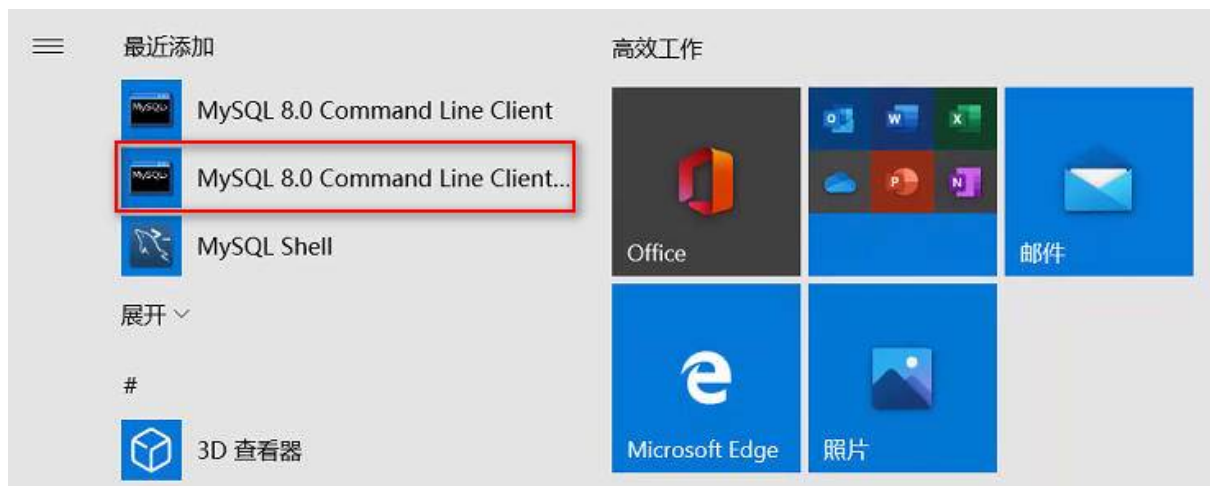 最近添加
MySQL 8.0 Command Line Client
MySQL 8.0 Command Line Client...
MySQL Shell
展开
#
3D 查看器
高效工作
Office
邮件
Microsoft Edge
照片